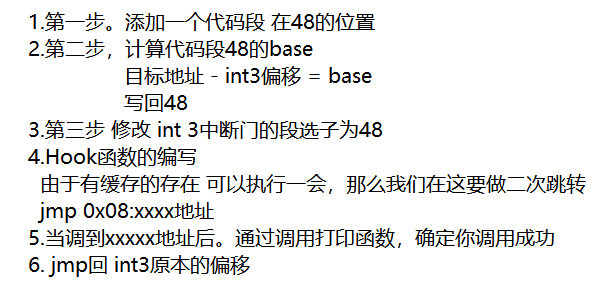 1.第一步。添加一个代码段 在48的位置
2.第二步，计算代码段48的base
目标地址 - int3偏移 = base
写回48
3.第三步 修改 int 3中断门的段选子为48
4.Hook函数的编写
由于有缓存的存在 可以执行一会，那么我们在这要做二次跳转
jmp 0x08:xxxx地址
5.当调到xxxxx地址后。通过调用打印函数，确定你调用成功
6. jmp回 int3原本的偏移